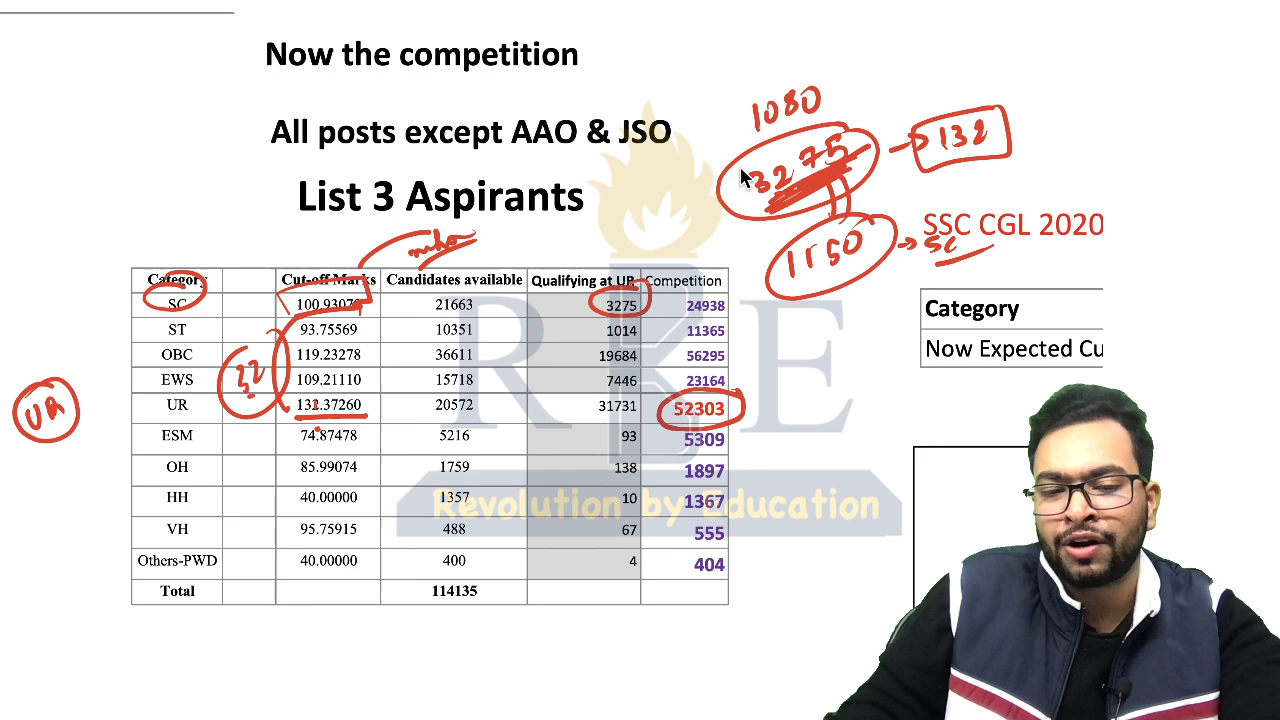 Now the competition
All posts except AAO & JSO
List 3 Aspirants
1080
3275
132
1150
SC
SSC CGL 2020
Category Cut-off Marks Candidates available Qualifying at UR Competition
SC 100.9307 21663 3275 24938
ST 93.75569 10351 1014 11365
OBC 119.23278 36611 19684 56295
EWS 109.21110 15718 7446 23164
UR 132.37260 20572 31731 52303
ESM 74.87478 5216 93 5309
OH 85.99074 1759 138 1897
HH 40.00000 1357 10 1367
VH 95.75915 488 67 555
Others-PWD 40.00000 400 4 404
Total 114135
32
UR
Category
Now Expected Cu
RBE
Revolution by Education